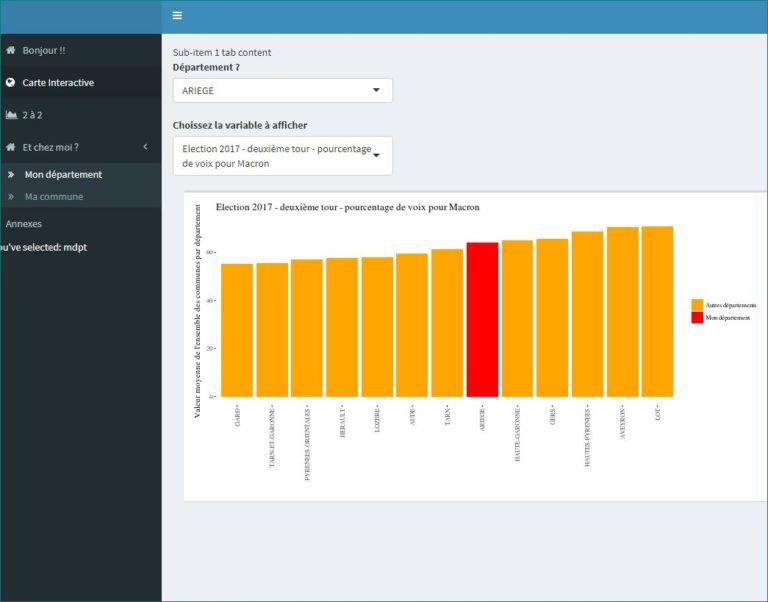 Bonjour !!
Carte Interactive
2 à 2
Et chez moi ?
Mon département
Ma commune
Annexes
ou've selected: mdpt
Sub-item 1 tab content
Département ?
ARIEGE
Choissez la variable à afficher
Election 2017 - deuxième tour - pourcentage
de voix pour Macron
Election 2017 - deuxième tour - pourcentage de voix pour Macron
Valeur moyenne de l'ensemble des communes par département
60
40
20
0
GARD
TARN-ET-GARONNE
PYRENEES-ORIENTALES
HERAULT
LOZERE
AUDE
TARN
ARIEGE
HAUTE-GARONNE
GERS
HAUTES-PYRENEES
AVEYRON
LOT
Autres départements
Mon département